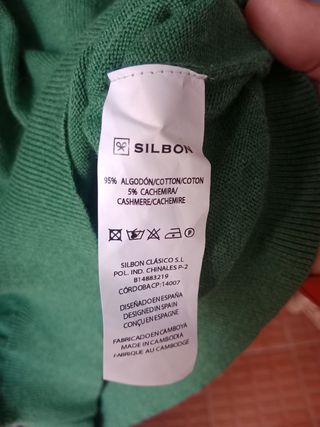 SILBON
95% ALGODÓN/COTTON/COTON
5% CACHEMIRA/
CASHMERE/CACHEMIRE
SILBON CLÁSICO S.L
POL. IND. CHINALES P-2
B14883219
CÓRDOBA CP:14007
DISEÑADO EN ESPAÑA
DESIGNED IN SPAIN
CONÇU EN ESPAGNE
FABRICADO EN CAMBOYA
MADE IN CAMBODIA
FABRIQUE AU CAMBODGE